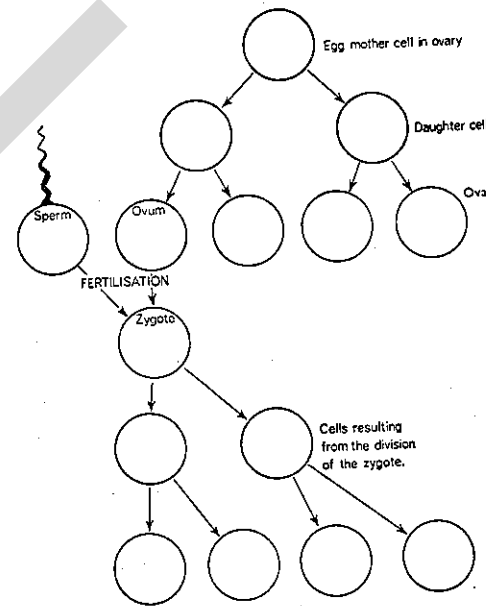 Egg mother cell in ovary
Daughter cel
Ova
Sperm
Ovum
FERTILISATION
Zygote
Cells resulting
from the division
of the zygote.